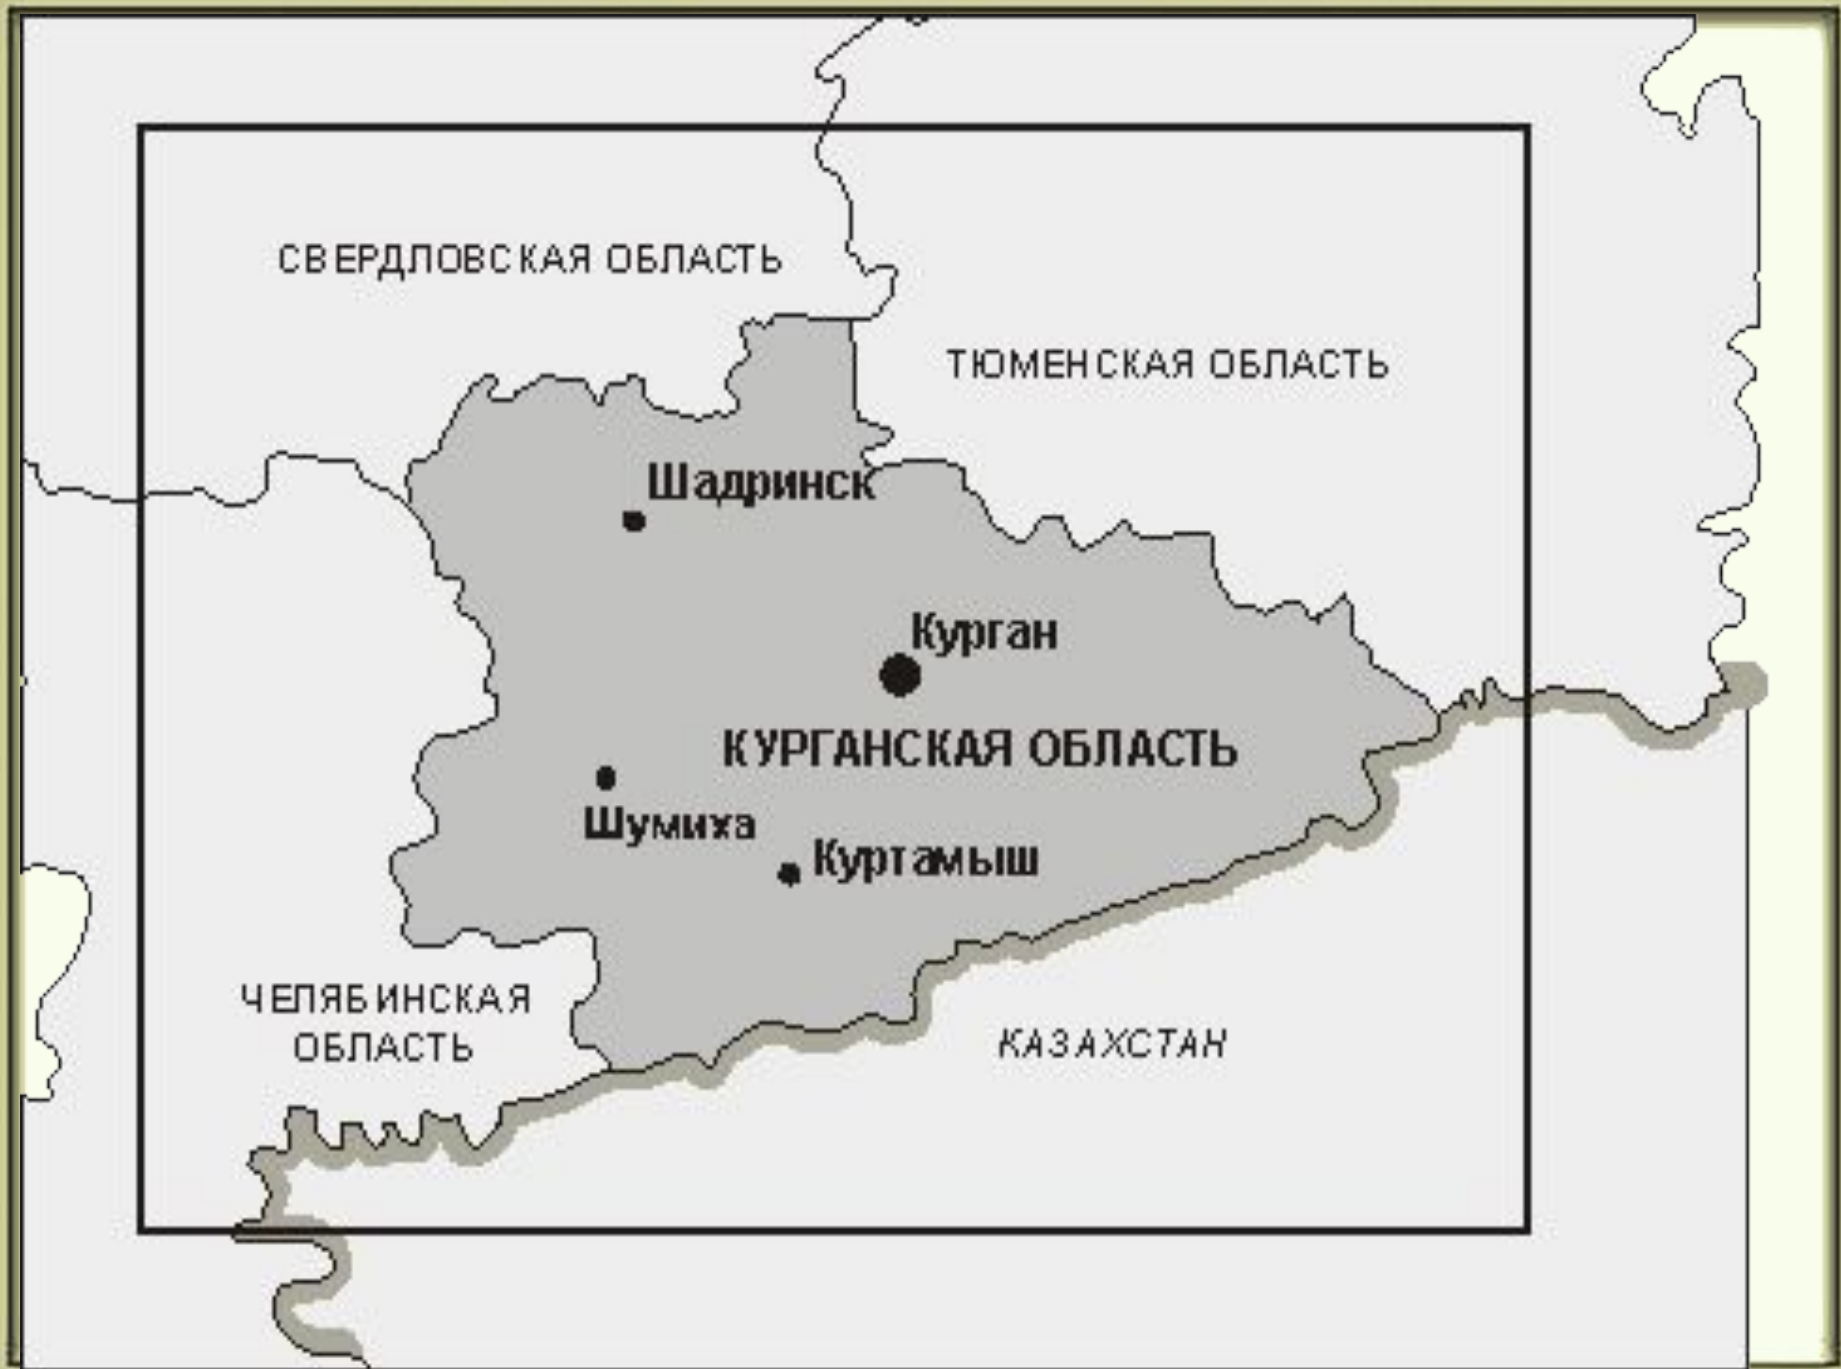 СВЕРДЛОВСКАЯ ОБЛАСТЬ
ТЮМЕНСКАЯ ОБЛАСТЬ
Шадринск
Курган
КУРГАНСКАЯ ОБЛАСТЬ
Шумиха
Куртамыш
ЧЕЛЯБИНСКАЯ
ОБЛАСТЬ
КАЗАХСТАН